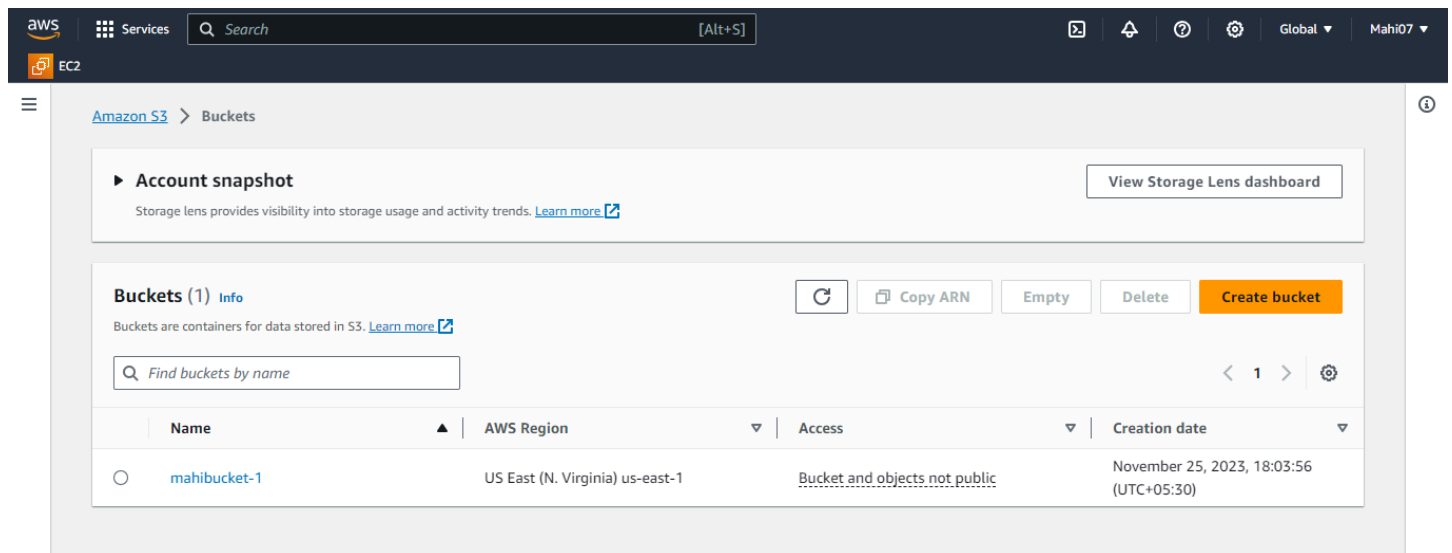 aws
Services
Search [Alt+S]
Global
Mahi07
EC2
Amazon S3 > Buckets
Account snapshot
View Storage Lens dashboard
Storage lens provides visibility into storage usage and activity trends. Learn more
Buckets (1) Info
Copy ARN
Empty
Delete
Create bucket
Buckets are containers for data stored in S3. Learn more
Find buckets by name
1
Name AWS Region Access Creation date
mahibucket-1 US East (N. Virginia) us-east-1 Bucket and objects not public November 25, 2023, 18:03:56
(UTC+05:30)